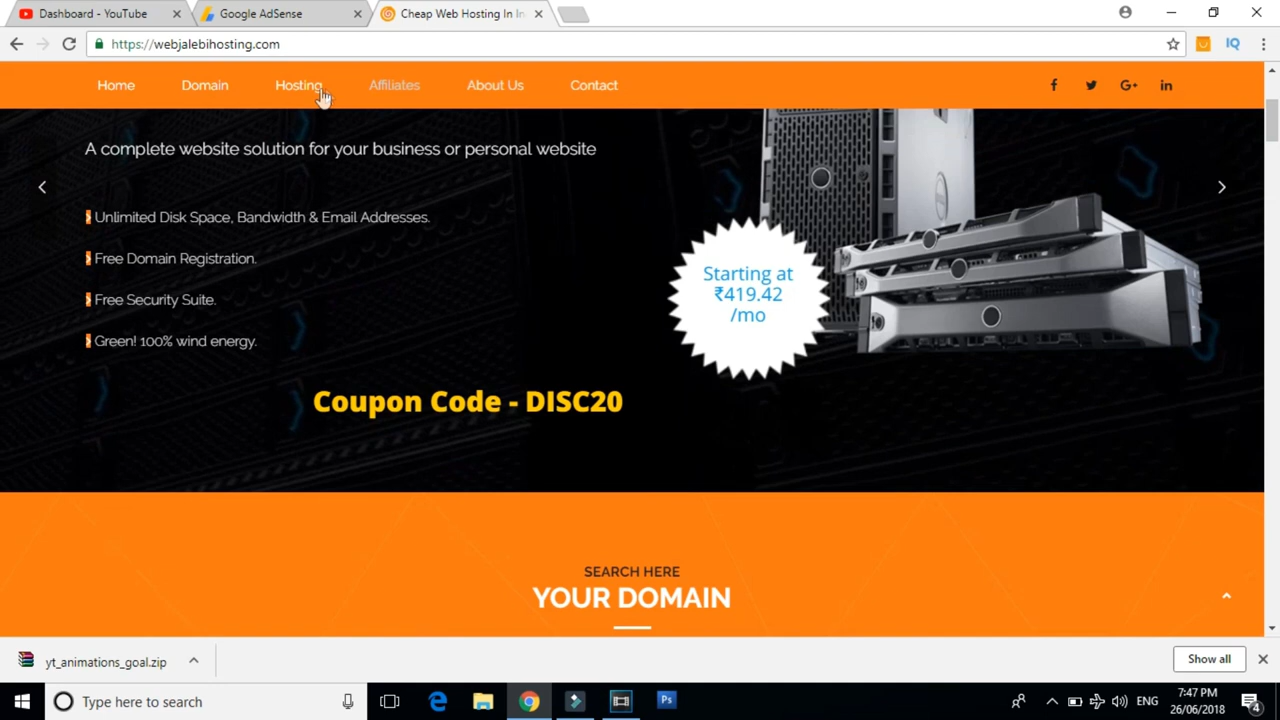 Dashboard - YouTube
Google AdSense
Cheap Web Hosting In In
https://webjalebihosting.com
IQ
Home Domain Hosting Affiliates About Us Contact
A complete website solution for your business or personal website
Unlimited Disk Space, Bandwidth & Email Addresses.
Free Domain Registration.
Free Security Suite.
Green! 100% wind energy.
Starting at
₹419.42
/mo
Coupon Code - DISC20
SEARCH HERE
YOUR DOMAIN
yt_animations_goal.zip
Show all
Type here to search
Ps
ENG
7:47 PM
26/06/2018
4